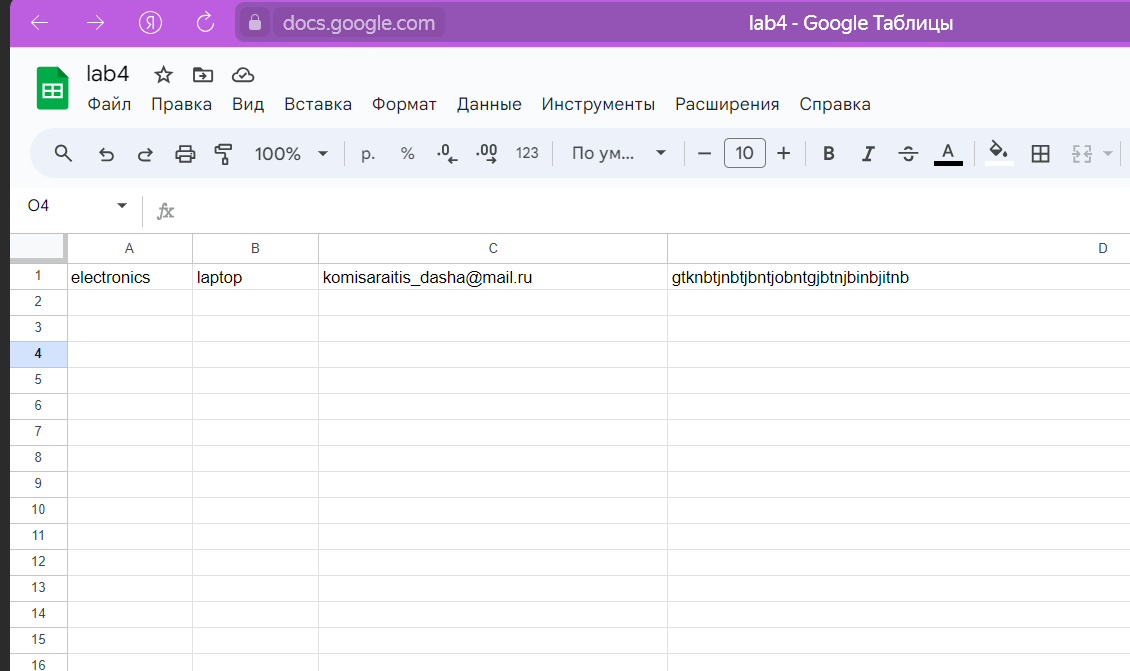 Я docs.google.com lab4 - Google Таблицы
lab4
Файл Правка Вид Вставка Формат Данные Инструменты Расширения Справка
100% р. % .0 .00 123 По ум... 10 B I S A
O4 fx
A B C D
1 electronics laptop komisaraitis_dasha@mail.ru gtknbtjnbtjbntjobntgjbtnjbinbjitnb
2
3
4
5
6
7
8
9
10
11
12
13
14
15
16